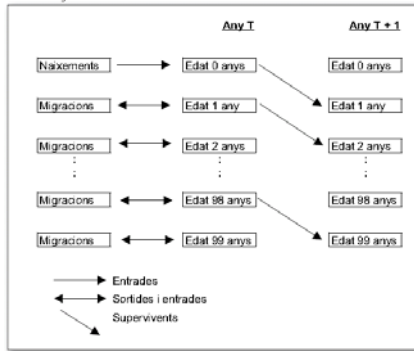 Any T Any T + 1
Naixements Edat 0 anys Edat 0 anys
Migracions Edat 1 any Edat 1 any
Migracions Edat 2 anys Edat 2 anys
Migracions Edat 98 anys Edat 98 anys
Migracions Edat 99 anys Edat 99 anys
Entrades
Sortides i entrades
Supervivents